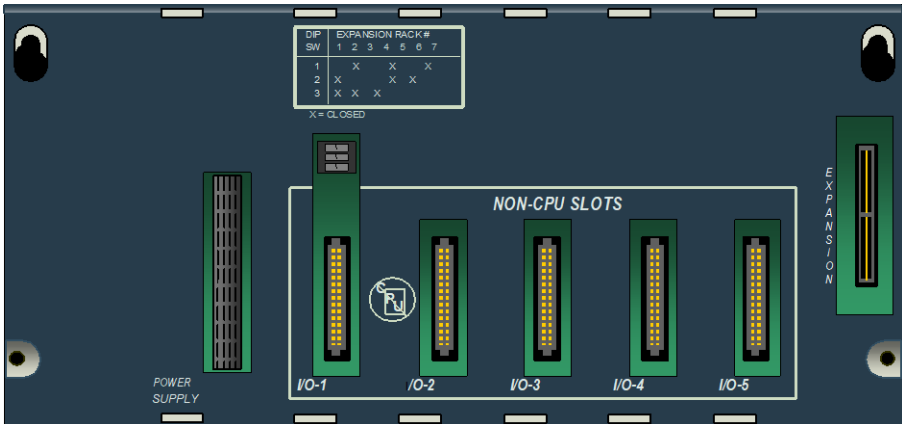 DIP EXPANSION RACK #
SW 1 2 3 4 5 6 7
1 X X X
2 X X X
3 X X X
X = CLOSED
EXPANSION
NON-CPU SLOTS
CPU
POWER
SUPPLY
I/O-1 /O-2 I/O-3 I/O-4 I/O-5